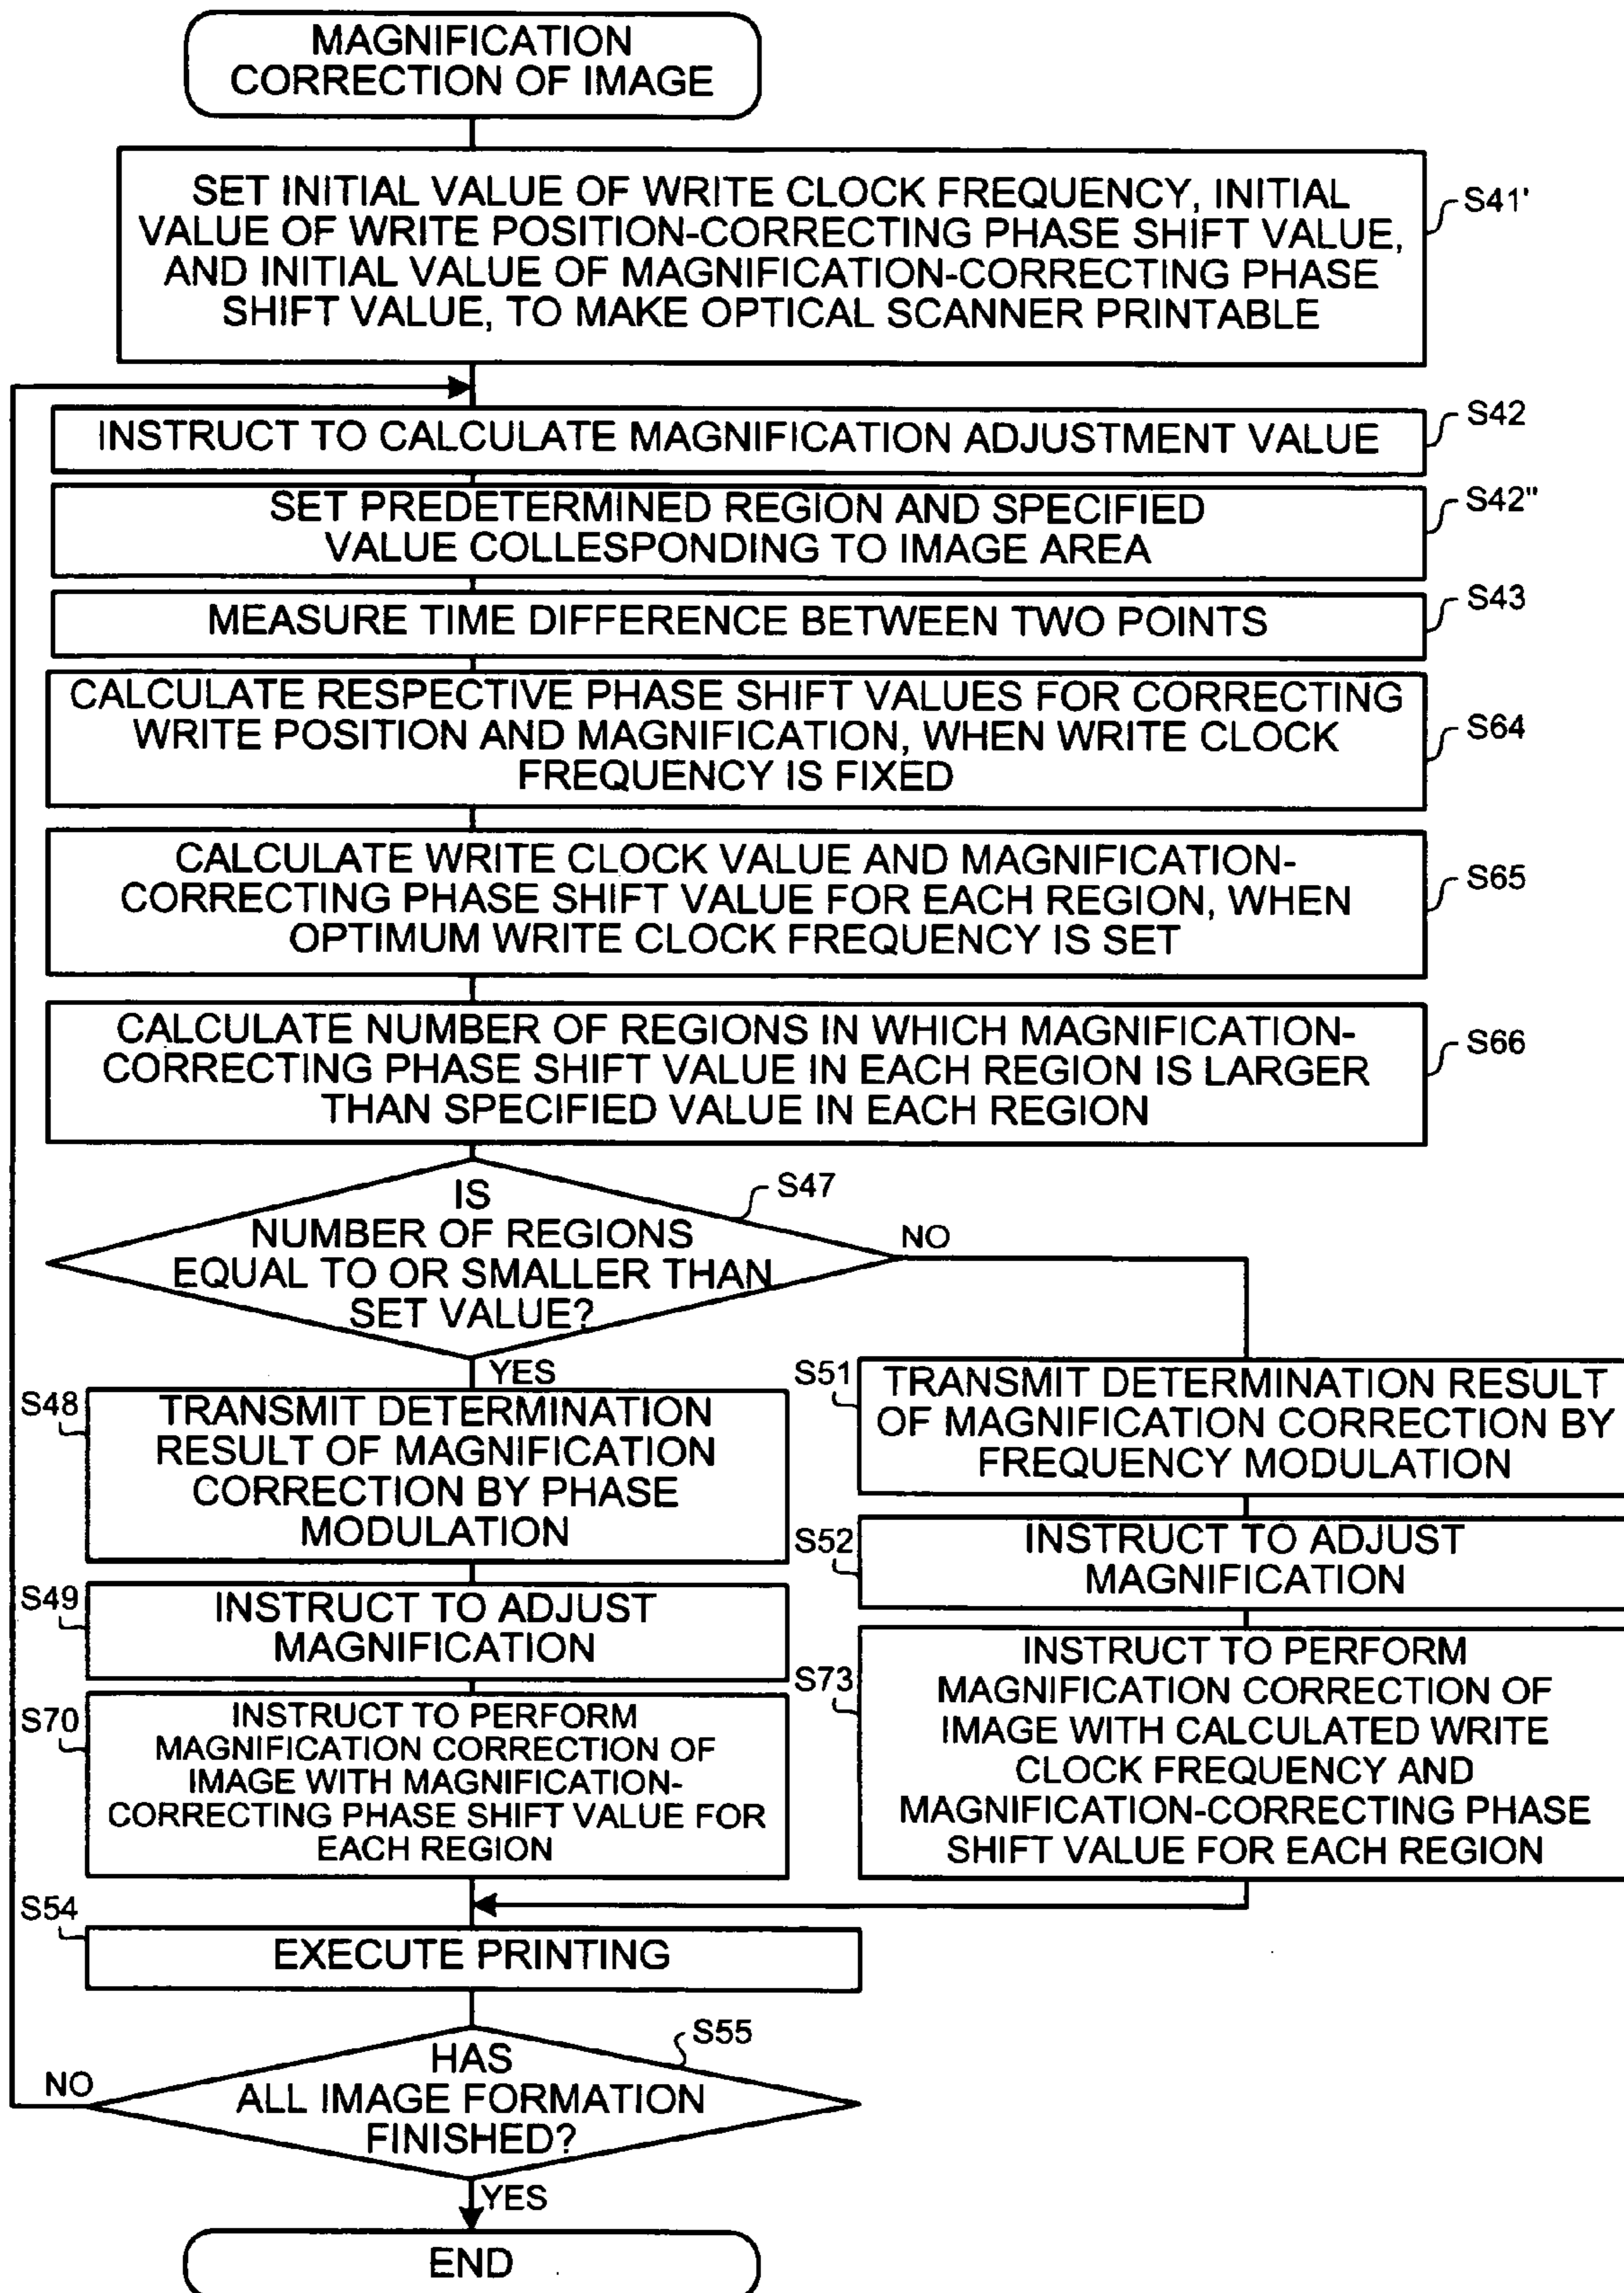 MAGNIFICATION
CORRECTION OF IMAGE
SET INITIAL VALUE OF WRITE CLOCK FREQUENCY, INITIAL
VALUE OF WRITE POSITION-CORRECTING PHASE SHIFT VALUE,
AND INITIAL VALUE OF MAGNIFICATION-CORRECTING PHASE
SHIFT VALUE, TO MAKE OPTICAL SCANNER PRINTABLE
S41'
INSTRUCT TO CALCULATE MAGNIFICATION ADJUSTMENT VALUE
S42
SET PREDETERMINED REGION AND SPECIFIED
VALUE COLLESPONDING TO IMAGE AREA
S42"
MEASURE TIME DIFFERENCE BETWEEN TWO POINTS
S43
CALCULATE RESPECTIVE PHASE SHIFT VALUES FOR CORRECTING
WRITE POSITION AND MAGNIFICATION, WHEN WRITE CLOCK
FREQUENCY IS FIXED
S64
CALCULATE WRITE CLOCK VALUE AND MAGNIFICATION-
CORRECTING PHASE SHIFT VALUE FOR EACH REGION, WHEN
OPTIMUM WRITE CLOCK FREQUENCY IS SET
S65
CALCULATE NUMBER OF REGIONS IN WHICH MAGNIFICATION-
CORRECTING PHASE SHIFT VALUE IN EACH REGION IS LARGER
THAN SPECIFIED VALUE IN EACH REGION
S66
IS
NUMBER OF REGIONS
EQUAL TO OR SMALLER THAN
SET VALUE?
S47
NO
YES
S48
TRANSMIT DETERMINATION
RESULT OF MAGNIFICATION
CORRECTION BY PHASE
MODULATION
S51
TRANSMIT DETERMINATION RESULT
OF MAGNIFICATION CORRECTION BY
FREQUENCY MODULATION
S49
INSTRUCT TO ADJUST
MAGNIFICATION
S52
INSTRUCT TO ADJUST
MAGNIFICATION
S70
INSTRUCT TO PERFORM
MAGNIFICATION CORRECTION OF
IMAGE WITH MAGNIFICATION-
CORRECTING PHASE SHIFT VALUE FOR
EACH REGION
S73
INSTRUCT TO PERFORM
MAGNIFICATION CORRECTION OF
IMAGE WITH CALCULATED WRITE
CLOCK FREQUENCY AND
MAGNIFICATION-CORRECTING PHASE
SHIFT VALUE FOR EACH REGION
S54
EXECUTE PRINTING
S55
HAS
ALL IMAGE FORMATION
FINISHED?
NO
YES
END